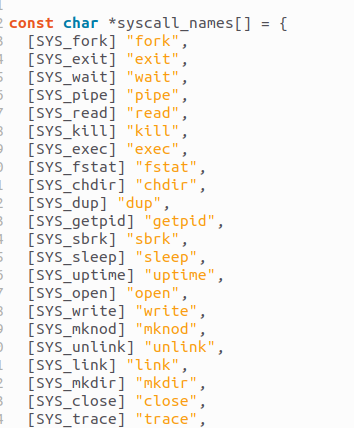 const char *syscall_names[] = {
[SYS_fork] "fork",
[SYS_exit] "exit",
[SYS_wait] "wait",
[SYS_pipe] "pipe",
[SYS_read] "read",
[SYS_kill] "kill",
[SYS_exec] "exec",
[SYS_fstat] "fstat",
[SYS_chdir] "chdir",
[SYS_dup] "dup",
[SYS_getpid] "getpid",
[SYS_sbrk] "sbrk",
[SYS_sleep] "sleep",
[SYS_uptime] "uptime",
[SYS_open] "open",
[SYS_write] "write",
[SYS_mknod] "mknod",
[SYS_unlink] "unlink",
[SYS_link] "link",
[SYS_mkdir] "mkdir",
[SYS_close] "close",
[SYS_trace] "trace",